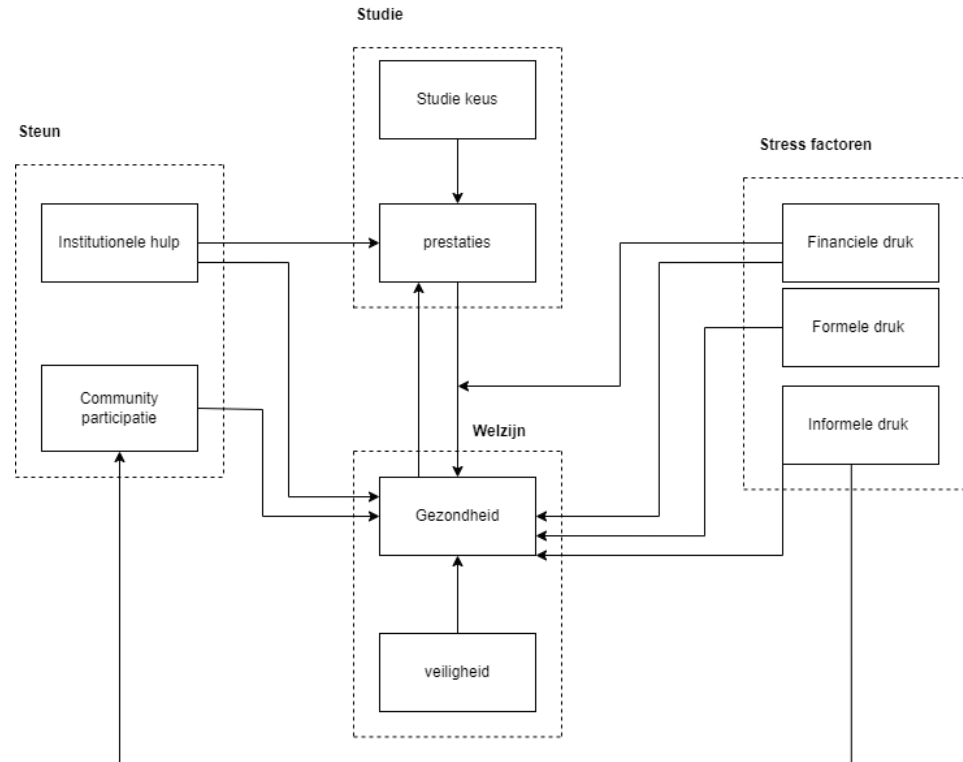 Studie
Studie keus
Steun
Stress factoren
Institutionele hulp
prestaties
Financiele druk
Formele druk
Community
participatie
Informele druk
Welzijn
Gezondheid
veiligheid